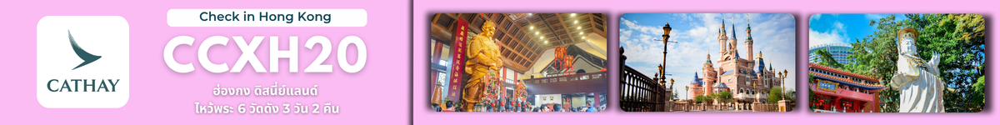 CATHAY
Check in Hong Kong
CCXH20
ฮ่องกง ดิสนี่ย์แลนด์
ไหว้พระ 6 วัดดัง 3 วัน 2 คืน